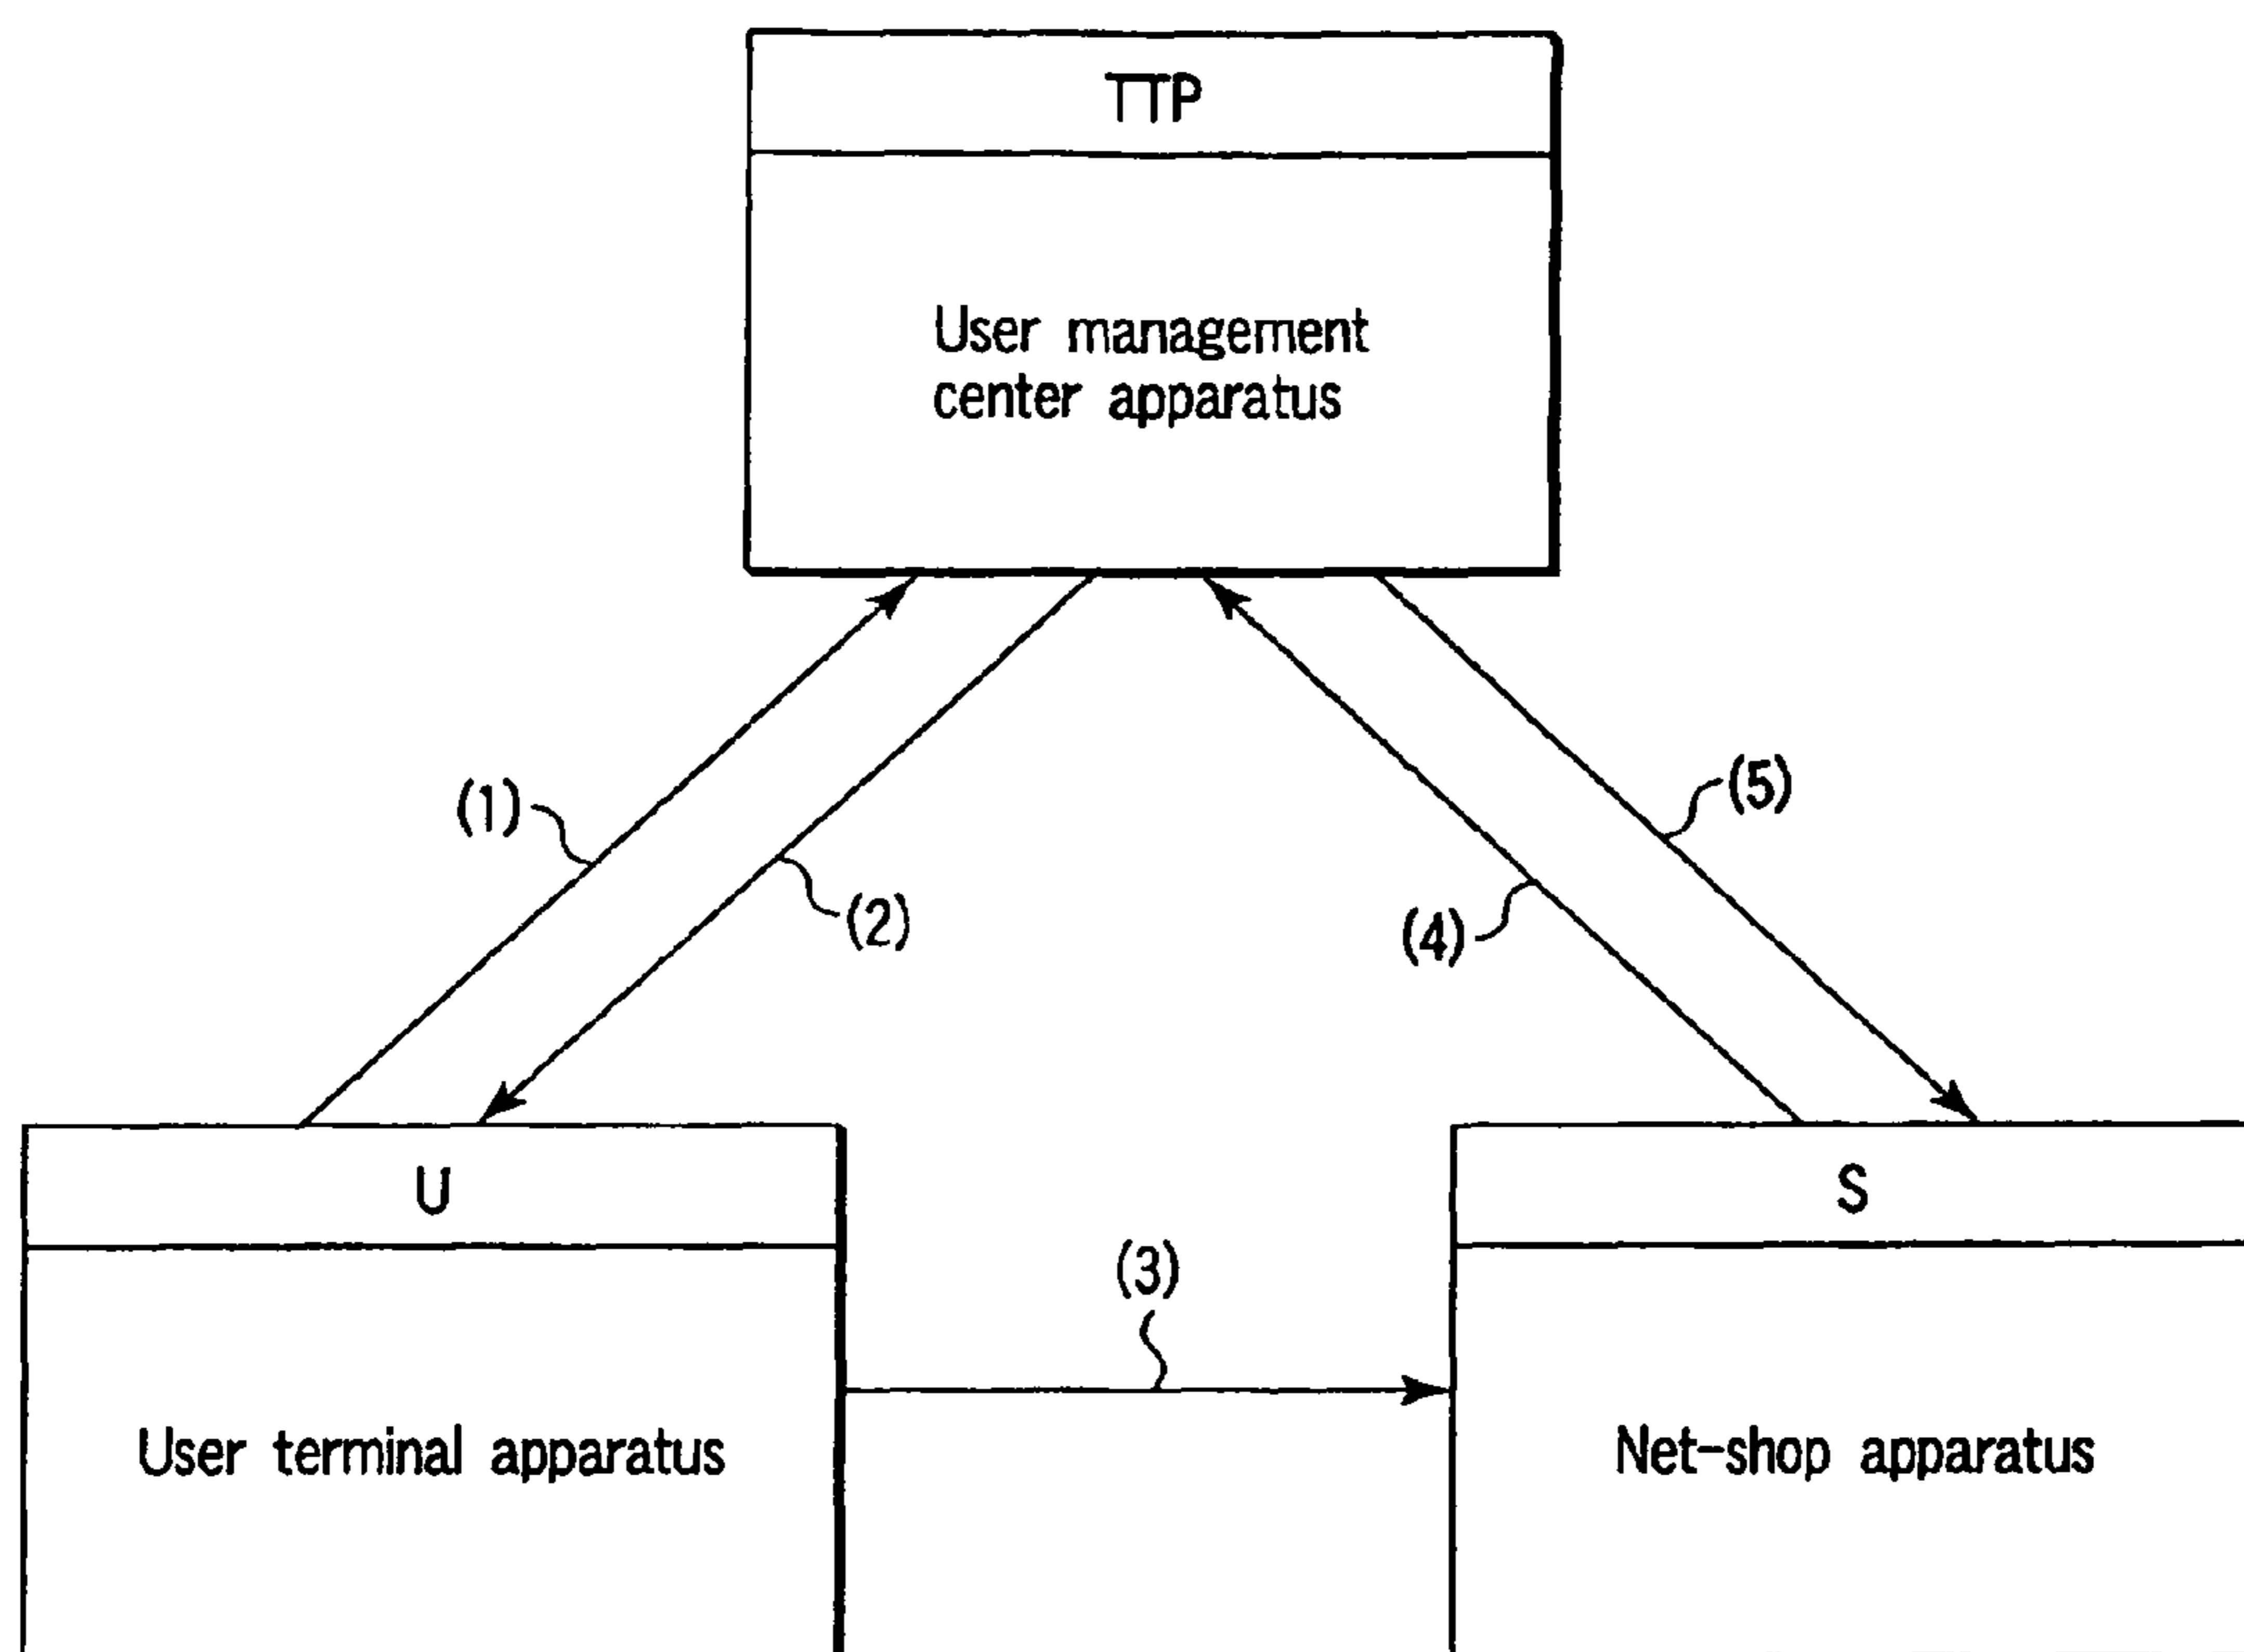 TTP
User management
center apparatus
(1)
(2)
(4)
(5)
U
S
(3)
User terminal apparatus
Net-shop apparatus